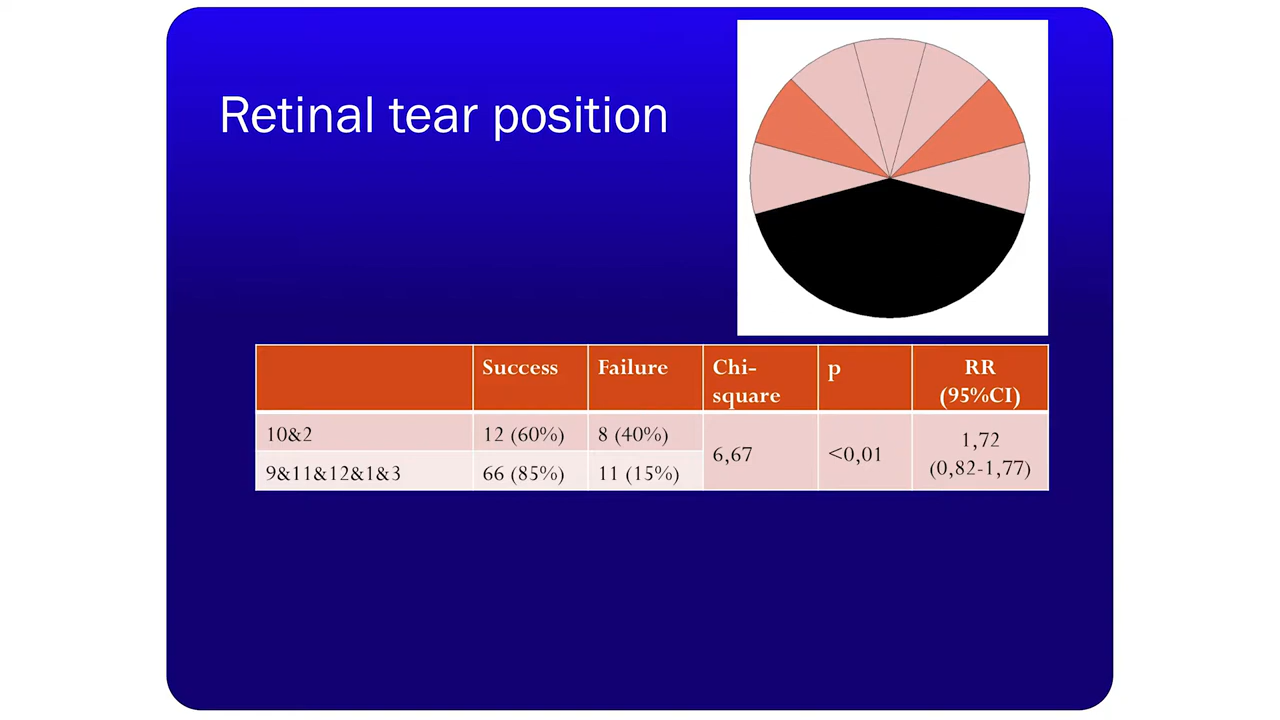 Retinal tear position
Success Failure Chi-square p RR (95%CI)
10&2 12 (60%) 8 (40%) 6,67 <0,01 1,72 (0,82-1,77)
9&11&12&1&3 66 (85%) 11 (15%)